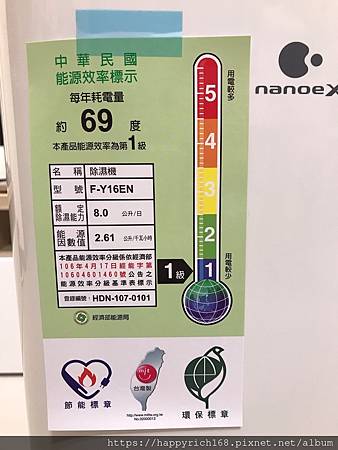 中華民國
能源效率標示
每年耗電量
約 69 度
本產品能源效率為第1級
名稱 除濕機
型號 F-Y16EN
額定除濕能力 8.0 公升/日
能源因數值 2.61 公升/千瓦小時
本產品能源效率分級係依經濟部
106年4月17日經能字第
10604601460號公告之
能源效率分級基準表標示
登錄編號: HDN-107-0101
經濟部能源局
用電較多
5
4
3
2
1
用電較少
1級
nanoeX
節能標章
mit
台灣製
http://www.mittw.org.tw
環保標章
https://happyrich168.pixnet.net/album